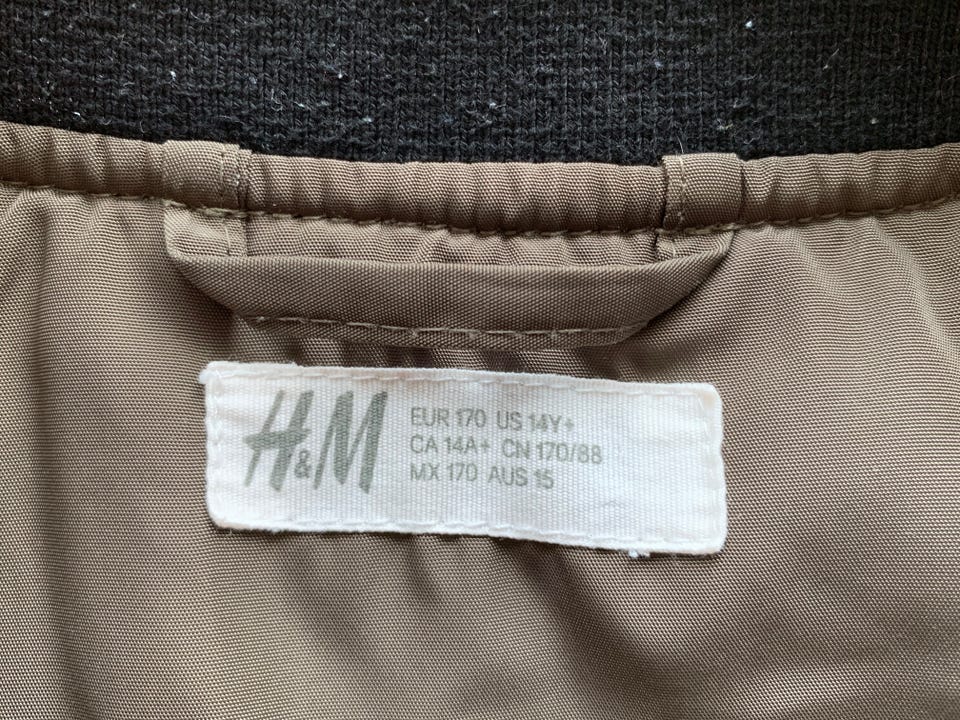 H&M
EUR 170 US 14Y+
CA 14A+ CN 170/88
MX 170 AUS 15